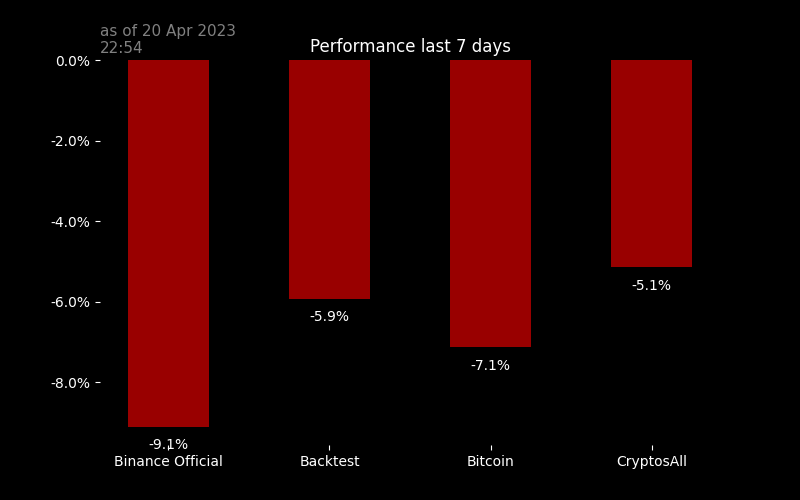 as of 20 Apr 2023
22:54
Performance last 7 days
0.0%
-2.0%
-4.0%
-6.0%
-8.0%
-9.1%
-5.9%
-7.1%
-5.1%
Binance Official
Backtest
Bitcoin
CryptosAll